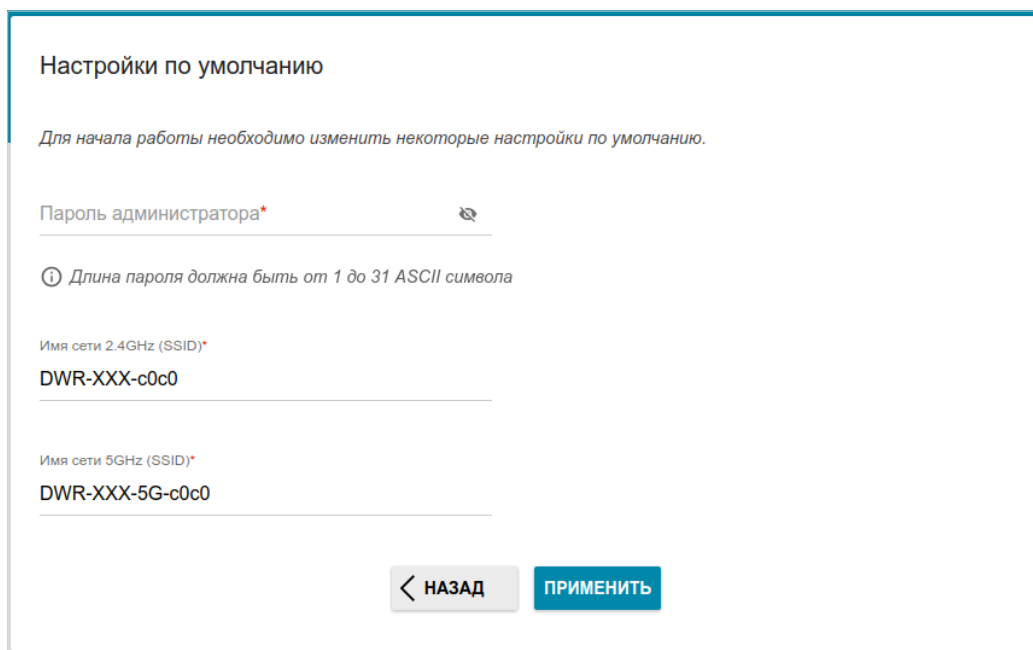 Настройки по умолчанию
Для начала работы необходимо изменить некоторые настройки по умолчанию.
Пароль администратора*
Длина пароля должна быть от 1 до 31 ASCII символа
Имя сети 2.4GHz (SSID)*
DWR-XXX-c0c0
Имя сети 5GHz (SSID)*
DWR-XXX-5G-c0c0
НАЗАД ПРИМЕНИТЬ